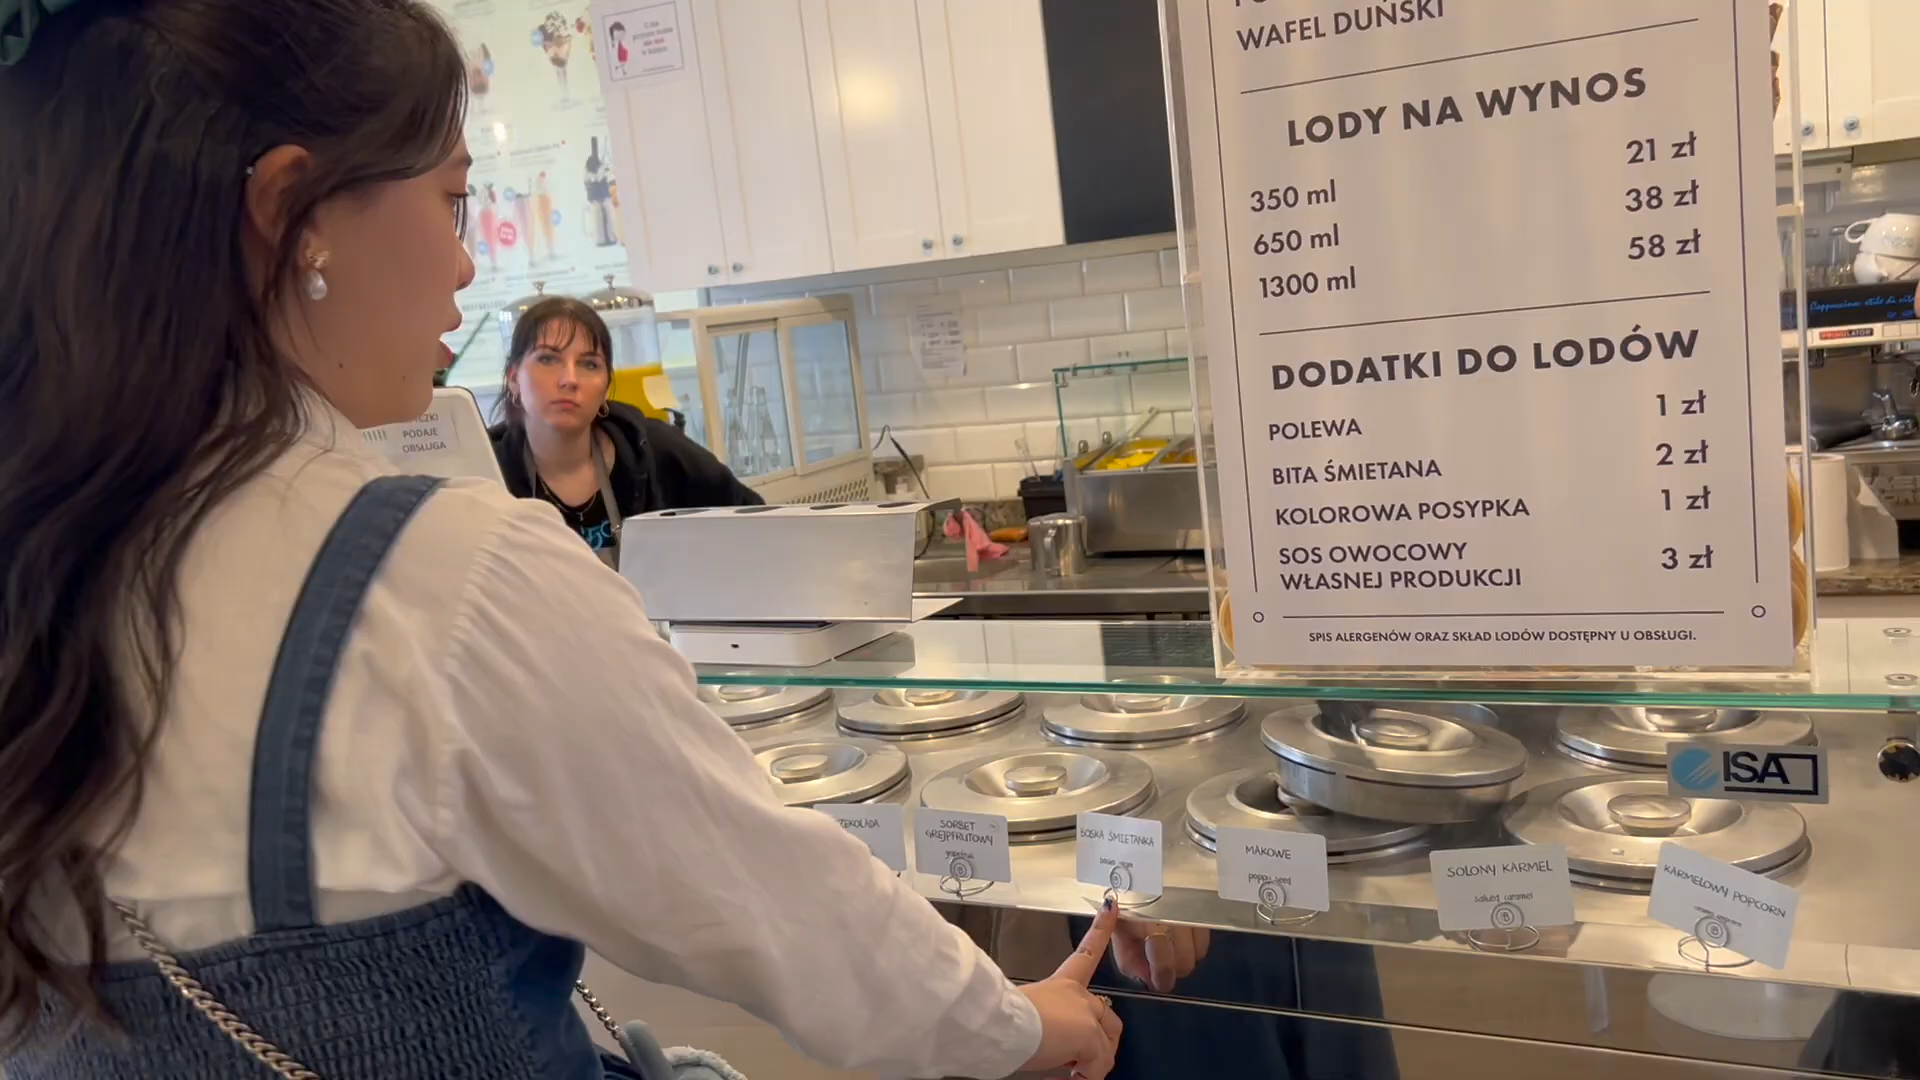 WAFEL DUŃSKI
LODY NA WYNOS
21 zł
350 ml
38 zł
650 ml
58 zł
1300 ml
DODATKI DO LODÓW
POLEWA
1 zł
BITA ŚMIETANA
2 zł
KOLOROWA POSYPKA
1 zł
SOS OWOCOWY
WŁASNEJ PRODUKCJI
3 zł
SPIS ALERGENÓW ORAZ SKŁAD LODÓW DOSTĘPNY U OBSŁUGI.
PODAJE
OBSŁUGA
ISA
SORBET
GREJPFRUTOWY
BOSKA ŚMIETANKA
MAKOWE
poppy seed
SOLONY KARMEL
salted caramel
KARMELOWY POPCORN